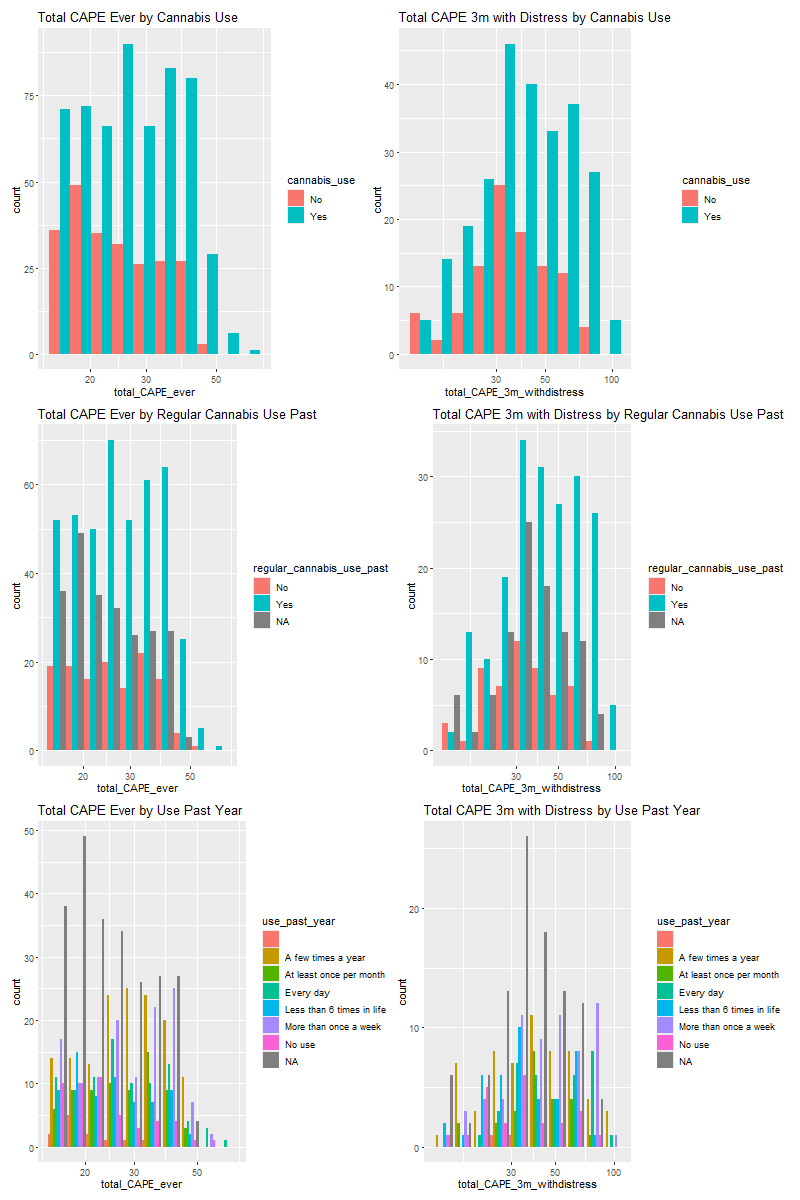 Total CAPE Ever by Cannabis Use
count
75
50
25
0
20
30
50
total_CAPE_ever
cannabis_use
No
Yes
Total CAPE 3m with Distress by Cannabis Use
count
40
30
20
10
0
30
50
100
total_CAPE_3m_withdistress
cannabis_use
No
Yes
Total CAPE Ever by Regular Cannabis Use Past
count
60
40
20
0
20
30
50
total_CAPE_ever
regular_cannabis_use_past
No
Yes
NA
Total CAPE 3m with Distress by Regular Cannabis Use Past
count
30
20
10
0
30
50
100
total_CAPE_3m_withdistress
regular_cannabis_use_past
No
Yes
NA
Total CAPE Ever by Use Past Year
count
50
40
30
20
10
0
20
30
50
total_CAPE_ever
use_past_year
A few times a year
At least once per month
Every day
Less than 6 times in life
More than once a week
No use
NA
Total CAPE 3m with Distress by Use Past Year
count
20
10
0
30
50
100
total_CAPE_3m_withdistress
use_past_year
A few times a year
At least once per month
Every day
Less than 6 times in life
More than once a week
No use
NA